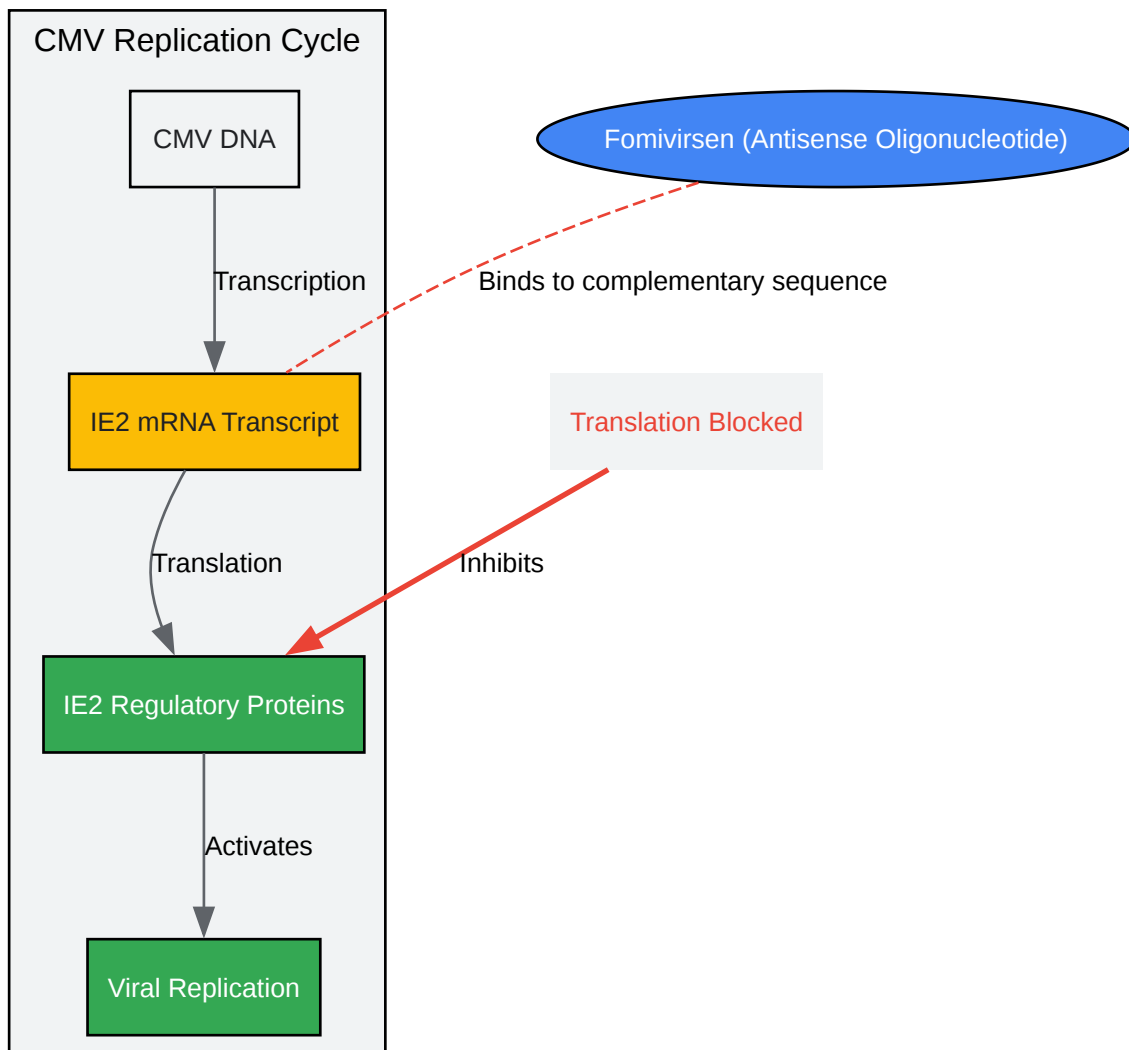 CMV Replication Cycle
CMV DNA
Fomivirsen (Antisense Oligonucleotide)
Transcription
Binds to complementary sequence
IE2 mRNA Transcript
Translation Blocked
Translation
Inhibits
IE2 Regulatory Proteins
Activates
Viral Replication